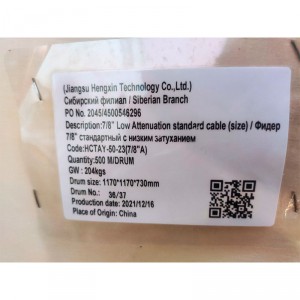 (Jiangsu Hengxin Technology Co.,Ltd.)
Сибирский филиал / Siberian Branch
PO No. 2045/4500546296
Description:7/8" Low Attenuation standard cable (size) / Фидер
7/8" стандартный с низким затуханием
Code:HCTAY-50-23(7/8"A)
Quantity:500 M/DRUM
GW : 204kgs
Drum size: 1170*1170*730mm
Drum No.: 36/37
Production date: 2021/12/16
Place of Origin: China